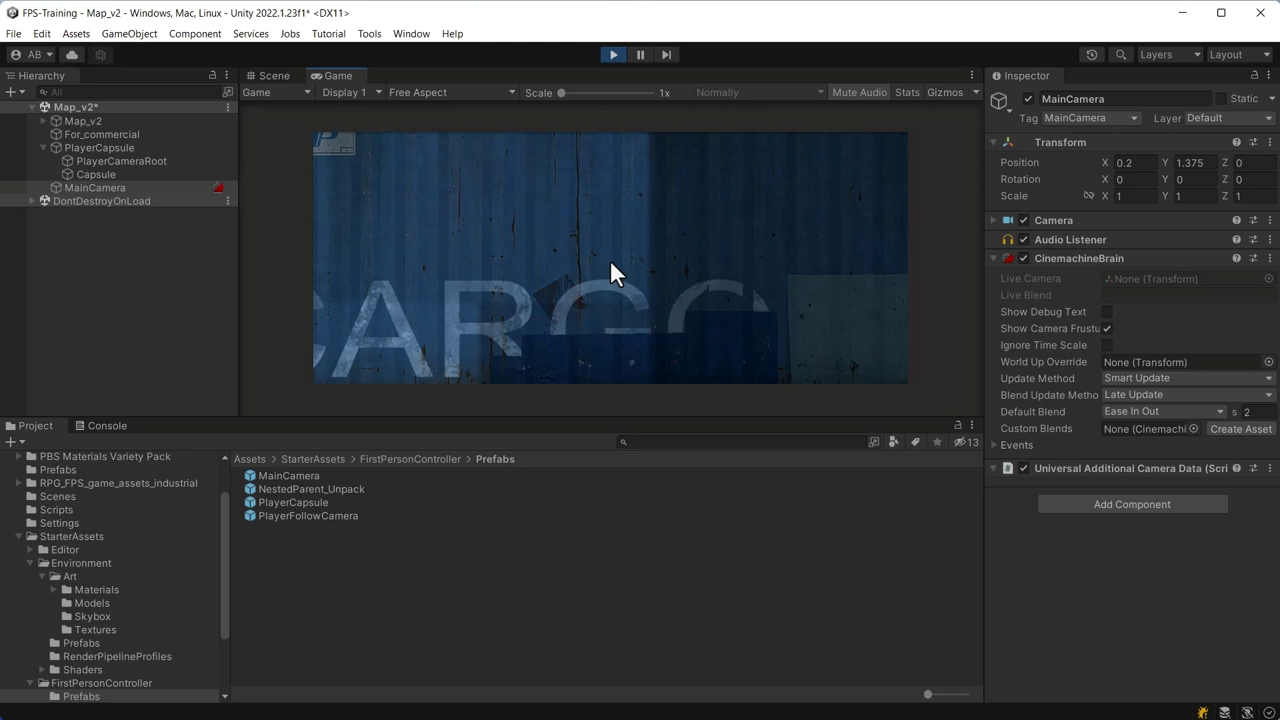 FPS-Training - Map_v2 - Windows, Mac, Linux - Unity 2022.1.23f1* <DX11>
File Edit Assets GameObject Component Services Jobs Tutorial Tools Window Help
AB Layers Layout
Hierarchy
All
Map_v2*
Map_v2
For_commercial
PlayerCapsule
PlayerCameraRoot
Capsule
MainCamera
DontDestroyOnLoad
Scene Game
Game Display 1 Free Aspect Scale 1x Normally Mute Audio Stats Gizmos
CARGO
Inspector
MainCamera Static
Tag MainCamera Layer Default
Transform
Position X 0.2 Y 1.375 Z 0
Rotation X 0 Y 0 Z 0
Scale X 1 Y 1 Z 1
Camera
Audio Listener
CinemachineBrain
Live Camera None (Transform)
Live Blend
Show Debug Text
Show Camera Frustu
Ignore Time Scale
World Up Override None (Transform)
Update Method Smart Update
Blend Update Metho Late Update
Default Blend Ease In Out s 2
Custom Blends None (Cinemachi Create Asset
Events
Universal Additional Camera Data (Scri
Add Component
Project Console
13
PBS Materials Variety Pack
Prefabs
RPG_FPS_game_assets_industrial
Scenes
Scripts
Settings
StarterAssets
Editor
Environment
Art
Materials
Models
Skybox
Textures
Prefabs
RenderPipelineProfiles
Shaders
FirstPersonController
Prefabs
Assets StarterAssets FirstPersonController Prefabs
MainCamera
NestedParent_Unpack
PlayerCapsule
PlayerFollowCamera